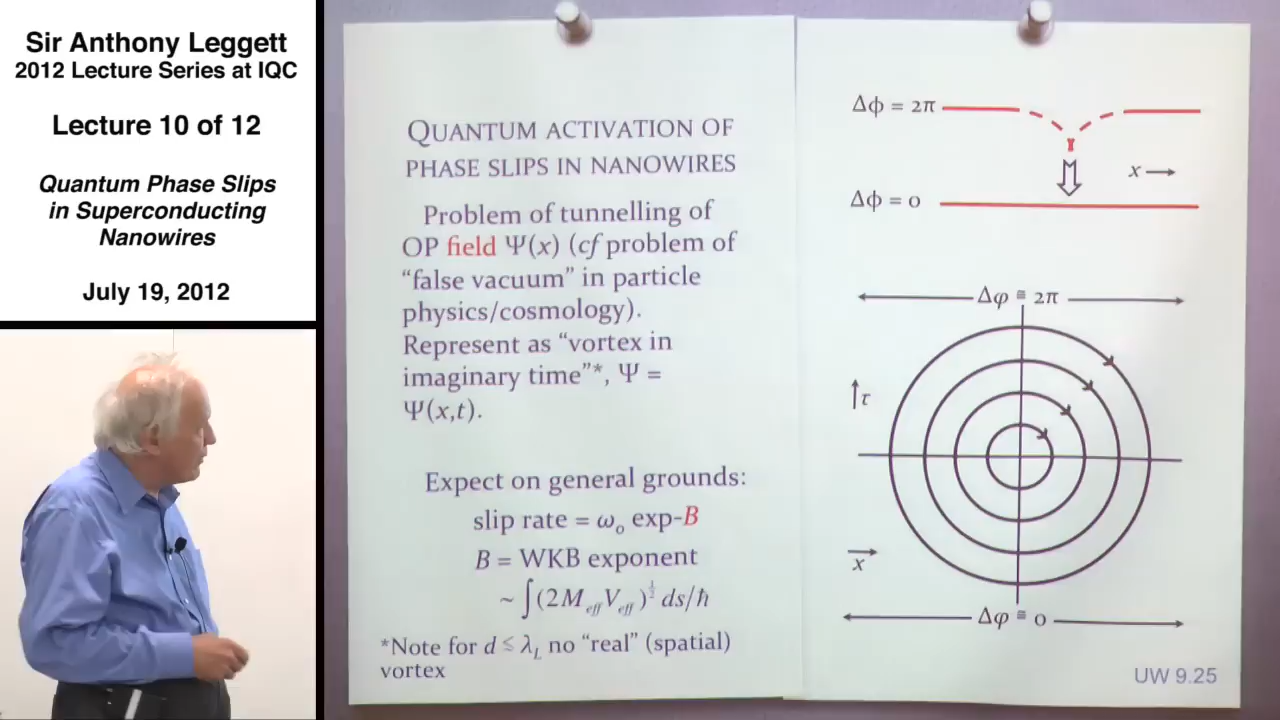 Sir Anthony Leggett
2012 Lecture Series at IQC
Lecture 10 of 12
Quantum Phase Slips
in Superconducting
Nanowires
July 19, 2012
QUANTUM ACTIVATION OF
PHASE SLIPS IN NANOWIRES
Problem of tunnelling of
OP field Ψ(x) (cf problem of
“false vacuum” in particle
physics/cosmology).
Represent as “vortex in
imaginary time”*, Ψ =
Ψ(x,t).
Expect on general grounds:
slip rate = ω₀ exp-B
B = WKB exponent
~ ∫(2M_eff V_eff)^½ ds/ħ
*Note for d ≤ λ_L no “real” (spatial)
vortex
Δϕ = 2π
x →
Δϕ = 0
Δφ ≅ 2π
↑τ
x
Δφ ≅ 0
UW 9.25